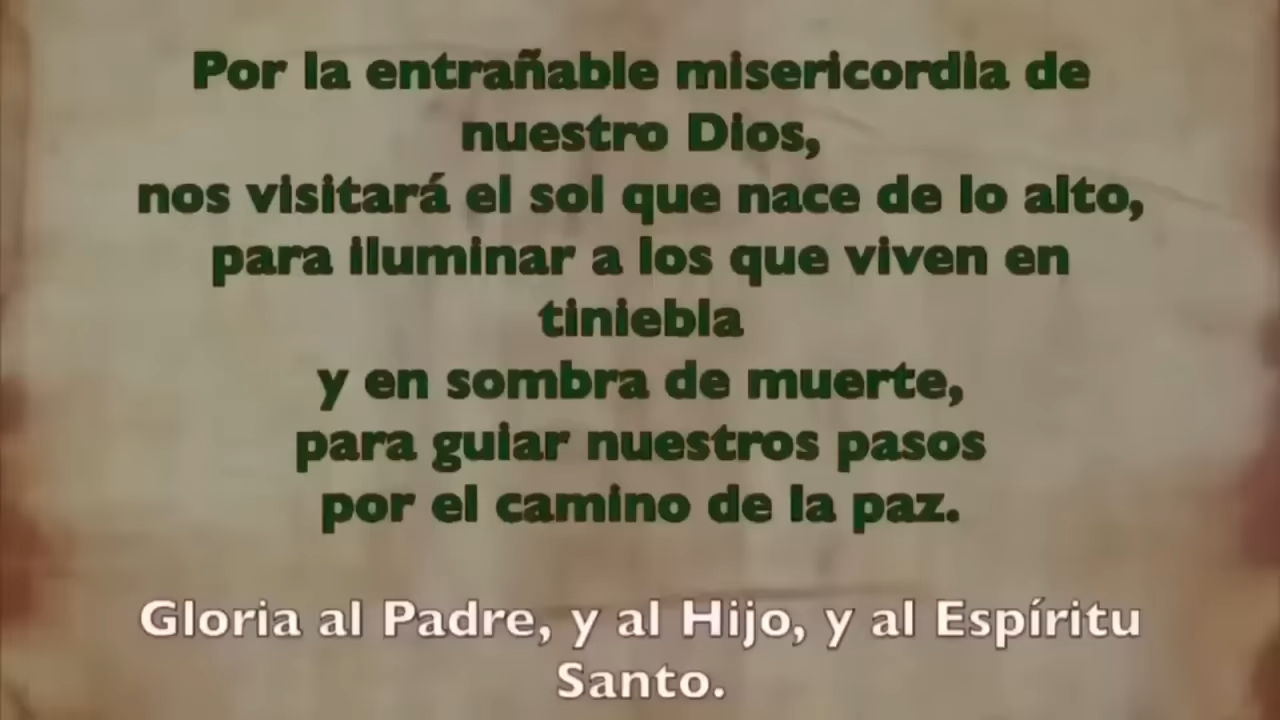 Por la entrañable misericordia de
nuestro Dios,
nos visitará el sol que nace de lo alto,
para iluminar a los que viven en
tiniebla
y en sombra de muerte,
para guiar nuestros pasos
por el camino de la paz.
Gloria al Padre, y al Hijo, y al Espíritu
Santo.